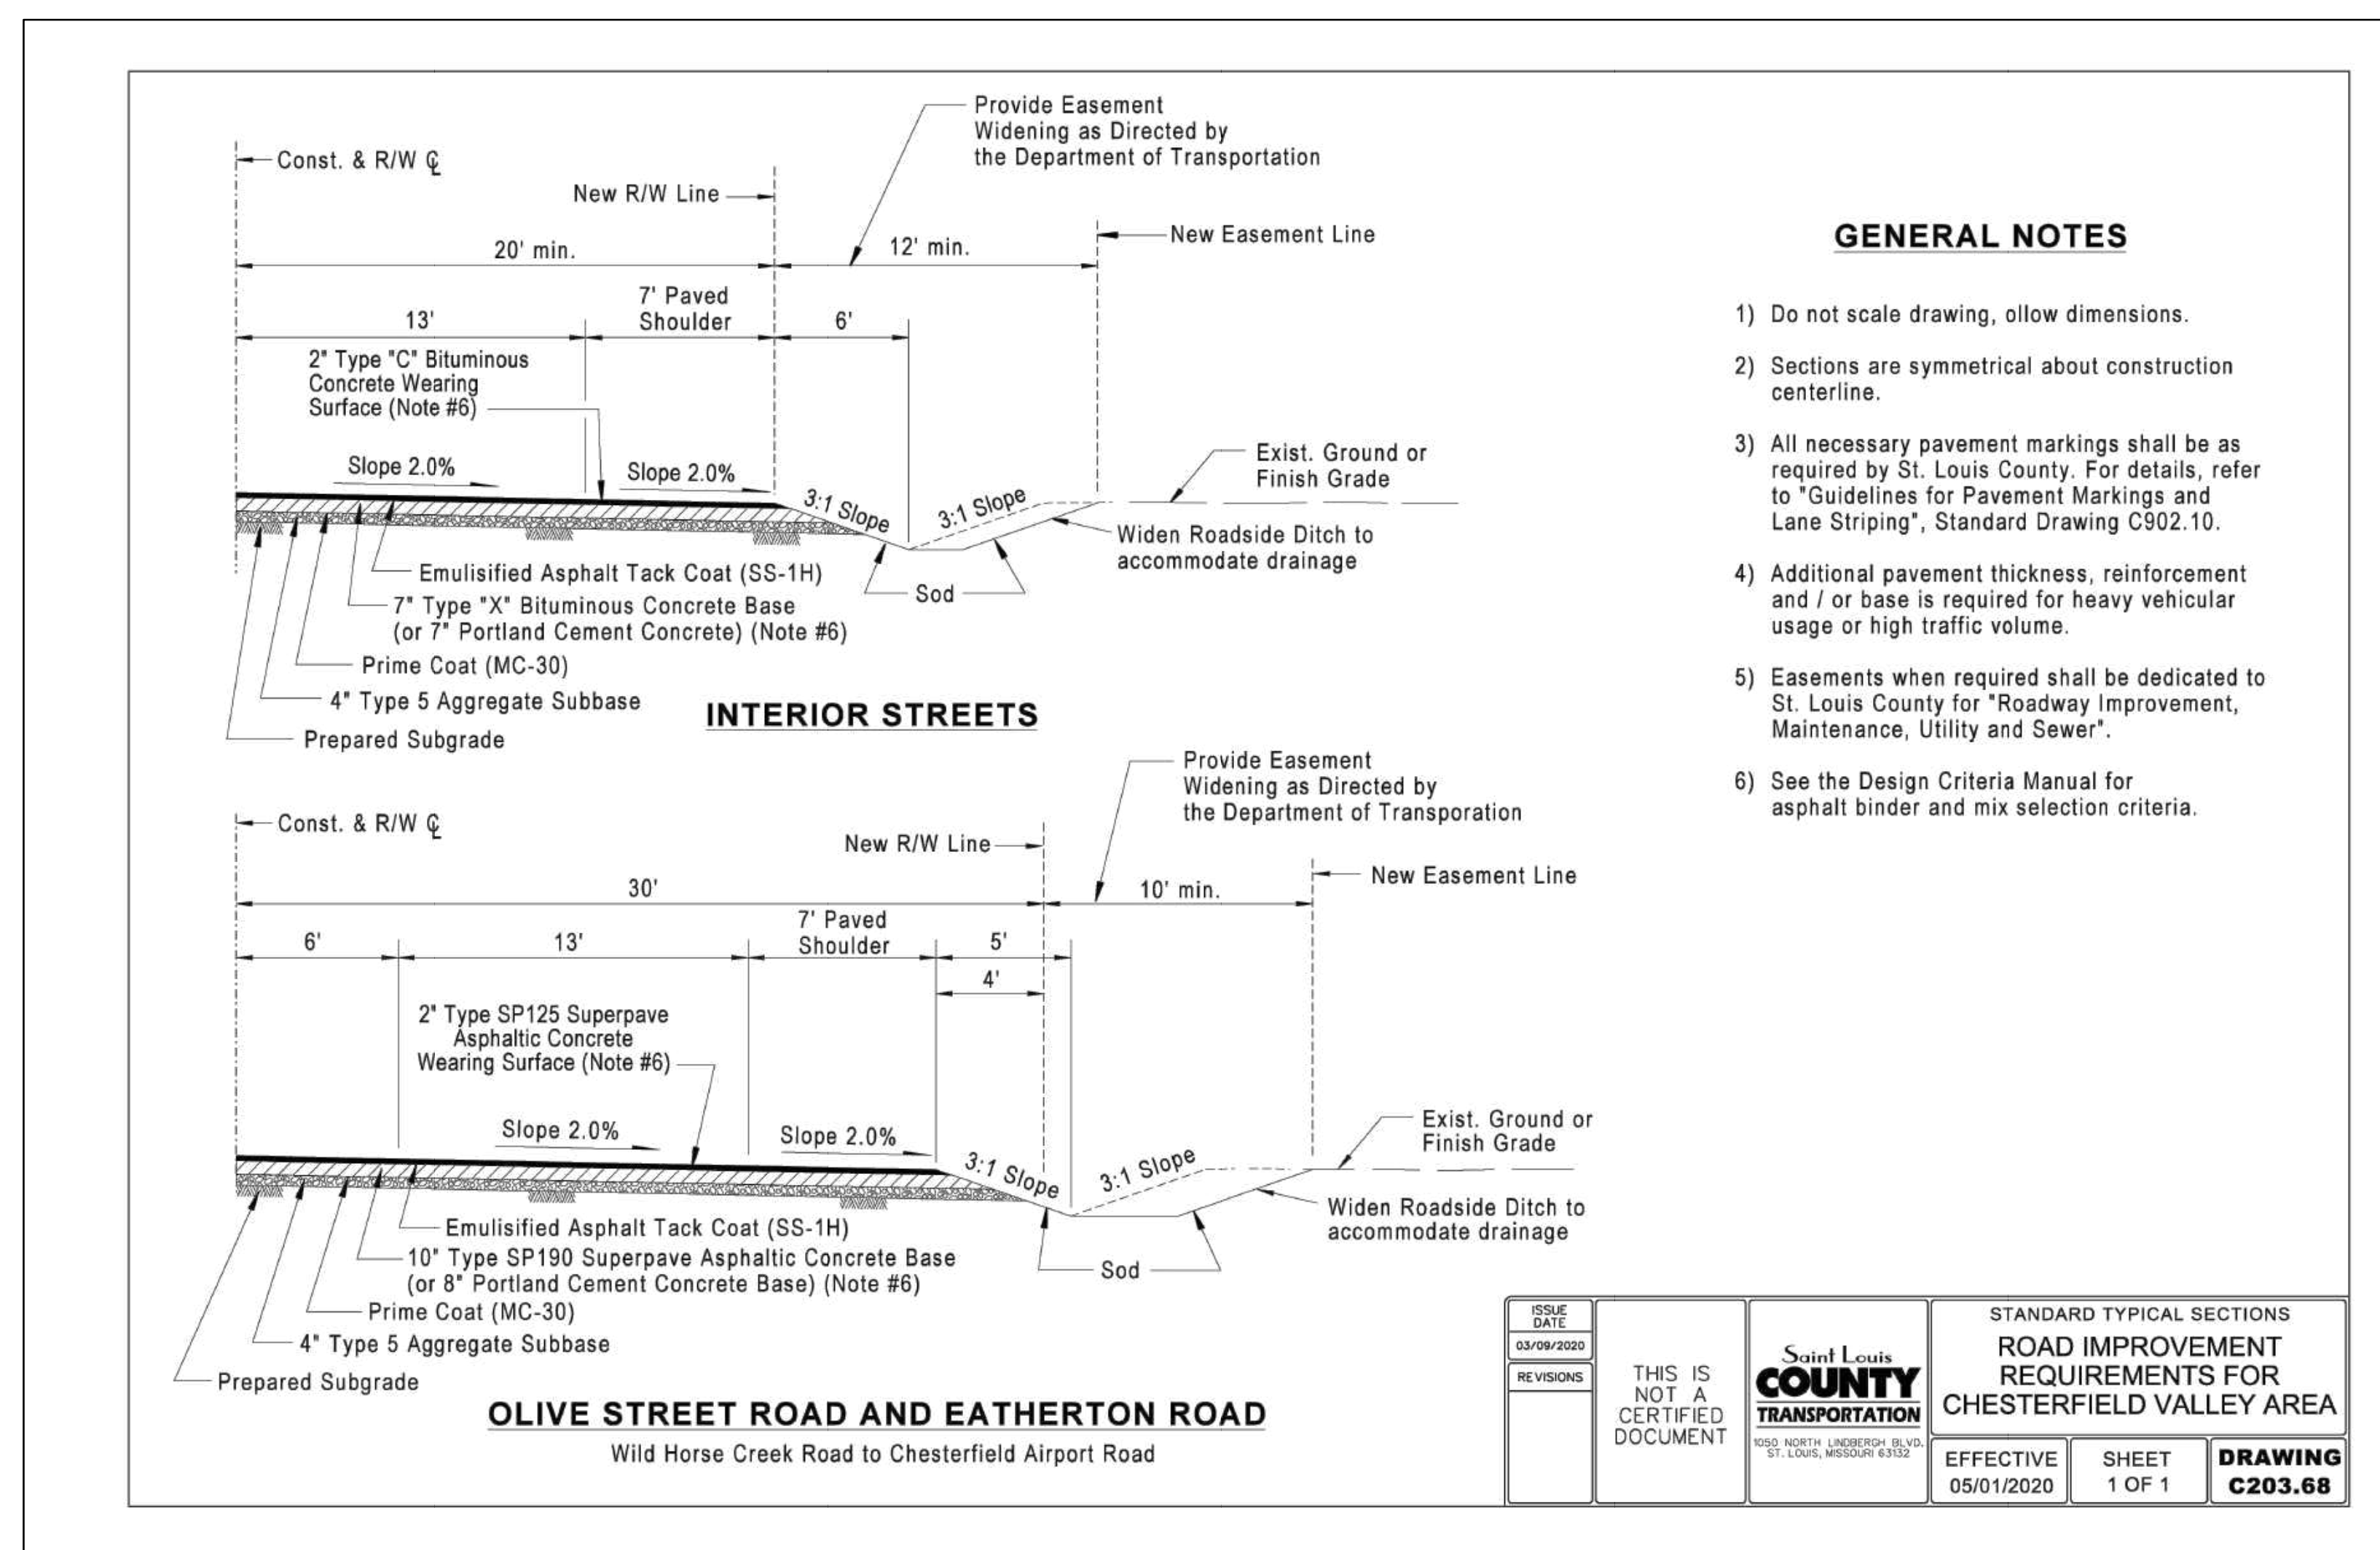 Provide Easement
Widening as Directed by
the Department of Transportation
Const. & R/W ℄
New R/W Line
New Easement Line
20' min.
12' min.
7' Paved
Shoulder
13'
6'
2" Type "C" Bituminous
Concrete Wearing
Surface (Note #6)
Slope 2.0%
Slope 2.0%
3:1 Slope
3:1 Slope
Exist. Ground or
Finish Grade
Widen Roadside Ditch to
accommodate drainage
Emulisified Asphalt Tack Coat (SS-1H)
Sod
7" Type "X" Bituminous Concrete Base
(or 7" Portland Cement Concrete) (Note #6)
Prime Coat (MC-30)
4" Type 5 Aggregate Subbase
Prepared Subgrade
INTERIOR STREETS
Provide Easement
Widening as Directed by
the Department of Transporation
Const. & R/W ℄
New R/W Line
New Easement Line
30'
10' min.
7' Paved
Shoulder
6'
13'
5'
4'
2" Type SP125 Superpave
Asphaltic Concrete
Wearing Surface (Note #6)
Slope 2.0%
Slope 2.0%
3:1 Slope
3:1 Slope
Exist. Ground or
Finish Grade
Widen Roadside Ditch to
accommodate drainage
Emulisified Asphalt Tack Coat (SS-1H)
10" Type SP190 Superpave Asphaltic Concrete Base
(or 8" Portland Cement Concrete Base) (Note #6)
Sod
Prime Coat (MC-30)
4" Type 5 Aggregate Subbase
Prepared Subgrade
OLIVE STREET ROAD AND EATHERTON ROAD
Wild Horse Creek Road to Chesterfield Airport Road
GENERAL NOTES
1) Do not scale drawing, ollow dimensions.
2) Sections are symmetrical about construction
centerline.
3) All necessary pavement markings shall be as
required by St. Louis County. For details, refer
to "Guidelines for Pavement Markings and
Lane Striping", Standard Drawing C902.10.
4) Additional pavement thickness, reinforcement
and / or base is required for heavy vehicular
usage or high traffic volume.
5) Easements when required shall be dedicated to
St. Louis County for "Roadway Improvement,
Maintenance, Utility and Sewer".
6) See the Design Criteria Manual for
asphalt binder and mix selection criteria.
ISSUE
DATE
03/09/2020
REVISIONS
THIS IS
NOT A
CERTIFIED
DOCUMENT
Saint Louis
COUNTY
TRANSPORTATION
1050 NORTH LINDBERGH BLVD.
ST. LOUIS, MISSOURI 63132
STANDARD TYPICAL SECTIONS
ROAD IMPROVEMENT
REQUIREMENTS FOR
CHESTERFIELD VALLEY AREA
EFFECTIVE
05/01/2020
SHEET
1 OF 1
DRAWING
C203.68